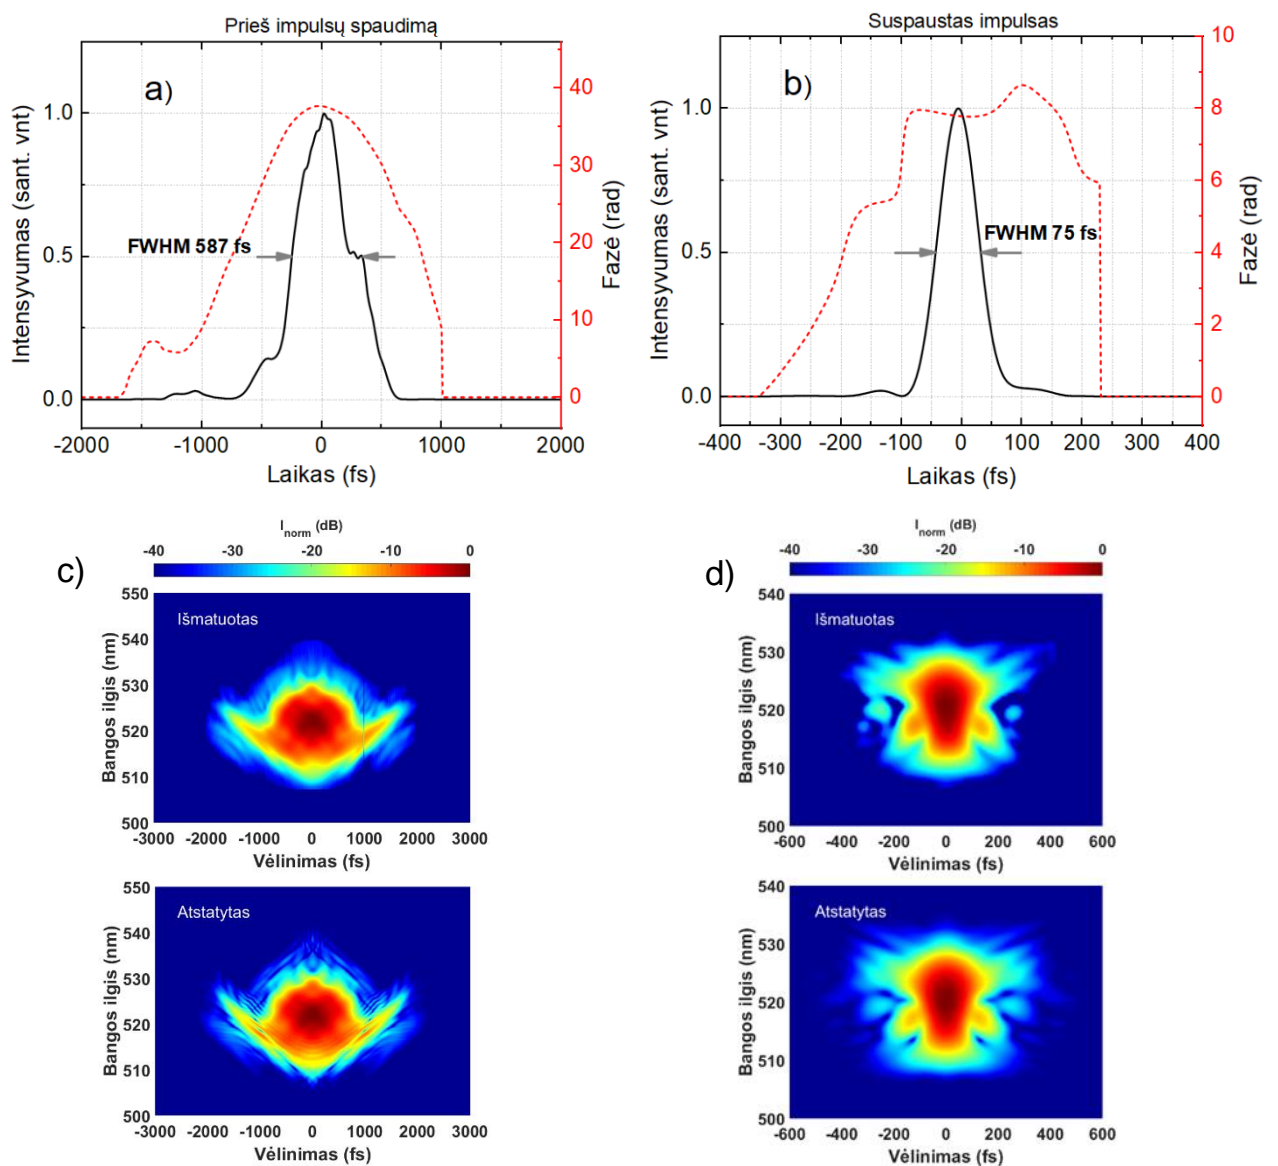 Prieš impulsų spaudimą
a)
FWHM 587 fs
Intensyvumas (sant. vnt)
1.0
0.5
0.0
40
30
20
10
0
Fazė (rad)
-2000 -1000 0 1000 2000
Laikas (fs)
Suspaustas impulsas
b)
FWHM 75 fs
Intensyvumas (sant. vnt)
1.0
0.5
0.0
10
8
6
4
2
0
Fazė (rad)
-400 -300 -200 -100 0 100 200 300 400
Laikas (fs)
c)
I norm (dB)
-40 -30 -20 -10 0
Išmatuotas
Bangos ilgis (nm)
550
540
530
520
510
500
-3000 -2000 -1000 0 1000 2000 3000
Vėlinimas (fs)
Atstatytas
Bangos ilgis (nm)
550
540
530
520
510
500
-3000 -2000 -1000 0 1000 2000 3000
Vėlinimas (fs)
d)
I norm (dB)
-40 -30 -20 -10 0
Išmatuotas
Bangos ilgis (nm)
540
530
520
510
500
-600 -400 -200 0 200 400 600
Vėlinimas (fs)
Atstatytas
Bangos ilgis (nm)
540
530
520
510
500
-600 -400 -200 0 200 400 600
Vėlinimas (fs)